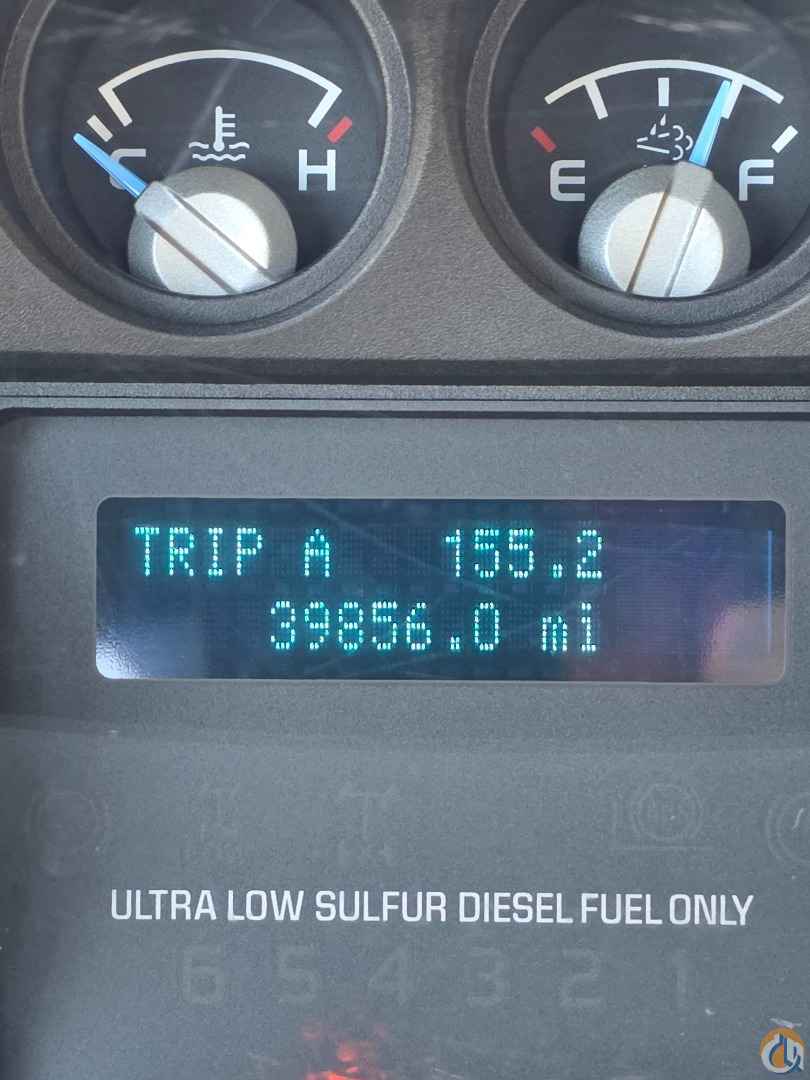 C H E F
TRIP A 155.2
39856.0 mi
ULTRA LOW SULFUR DIESEL FUEL ONLY
6 5 4 3 2 1